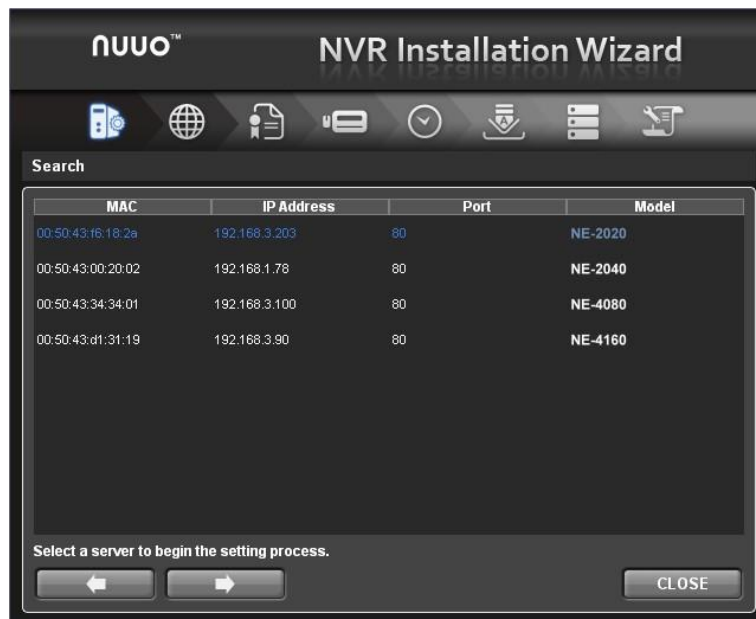 nuuo™
NVR Installation Wizard
Search
MAC IP Address Port Model
00:50:43:f6:18:2a 192.168.3.203 80 NE-2020
00:50:43:00:20:02 192.168.1.78 80 NE-2040
00:50:43:34:34:01 192.168.3.100 80 NE-4080
00:50:43:d1:31:19 192.168.3.90 80 NE-4160
Select a server to begin the setting process.
CLOSE